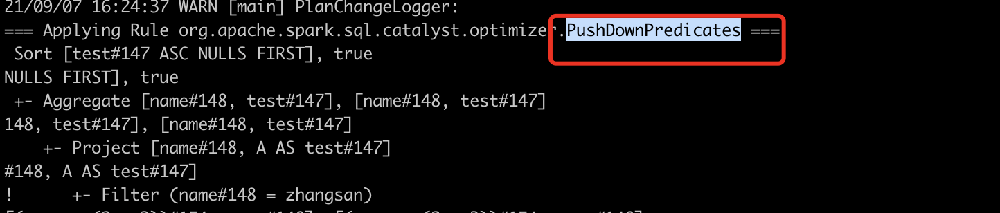 21/09/07 16:24:37 WARN [main] PlanChangeLogger:
=== Applying Rule org.apache.spark.sql.catalyst.optimizer.PushDownPredicates ===
Sort [test#147 ASC NULLS FIRST], true
NULLS FIRST], true
+- Aggregate [name#148, test#147], [name#148, test#147]
148, test#147], [name#148, test#147]
+- Project [name#148, A AS test#147]
#148, A AS test#147]
! +- Filter (name#148 = zhangsan)